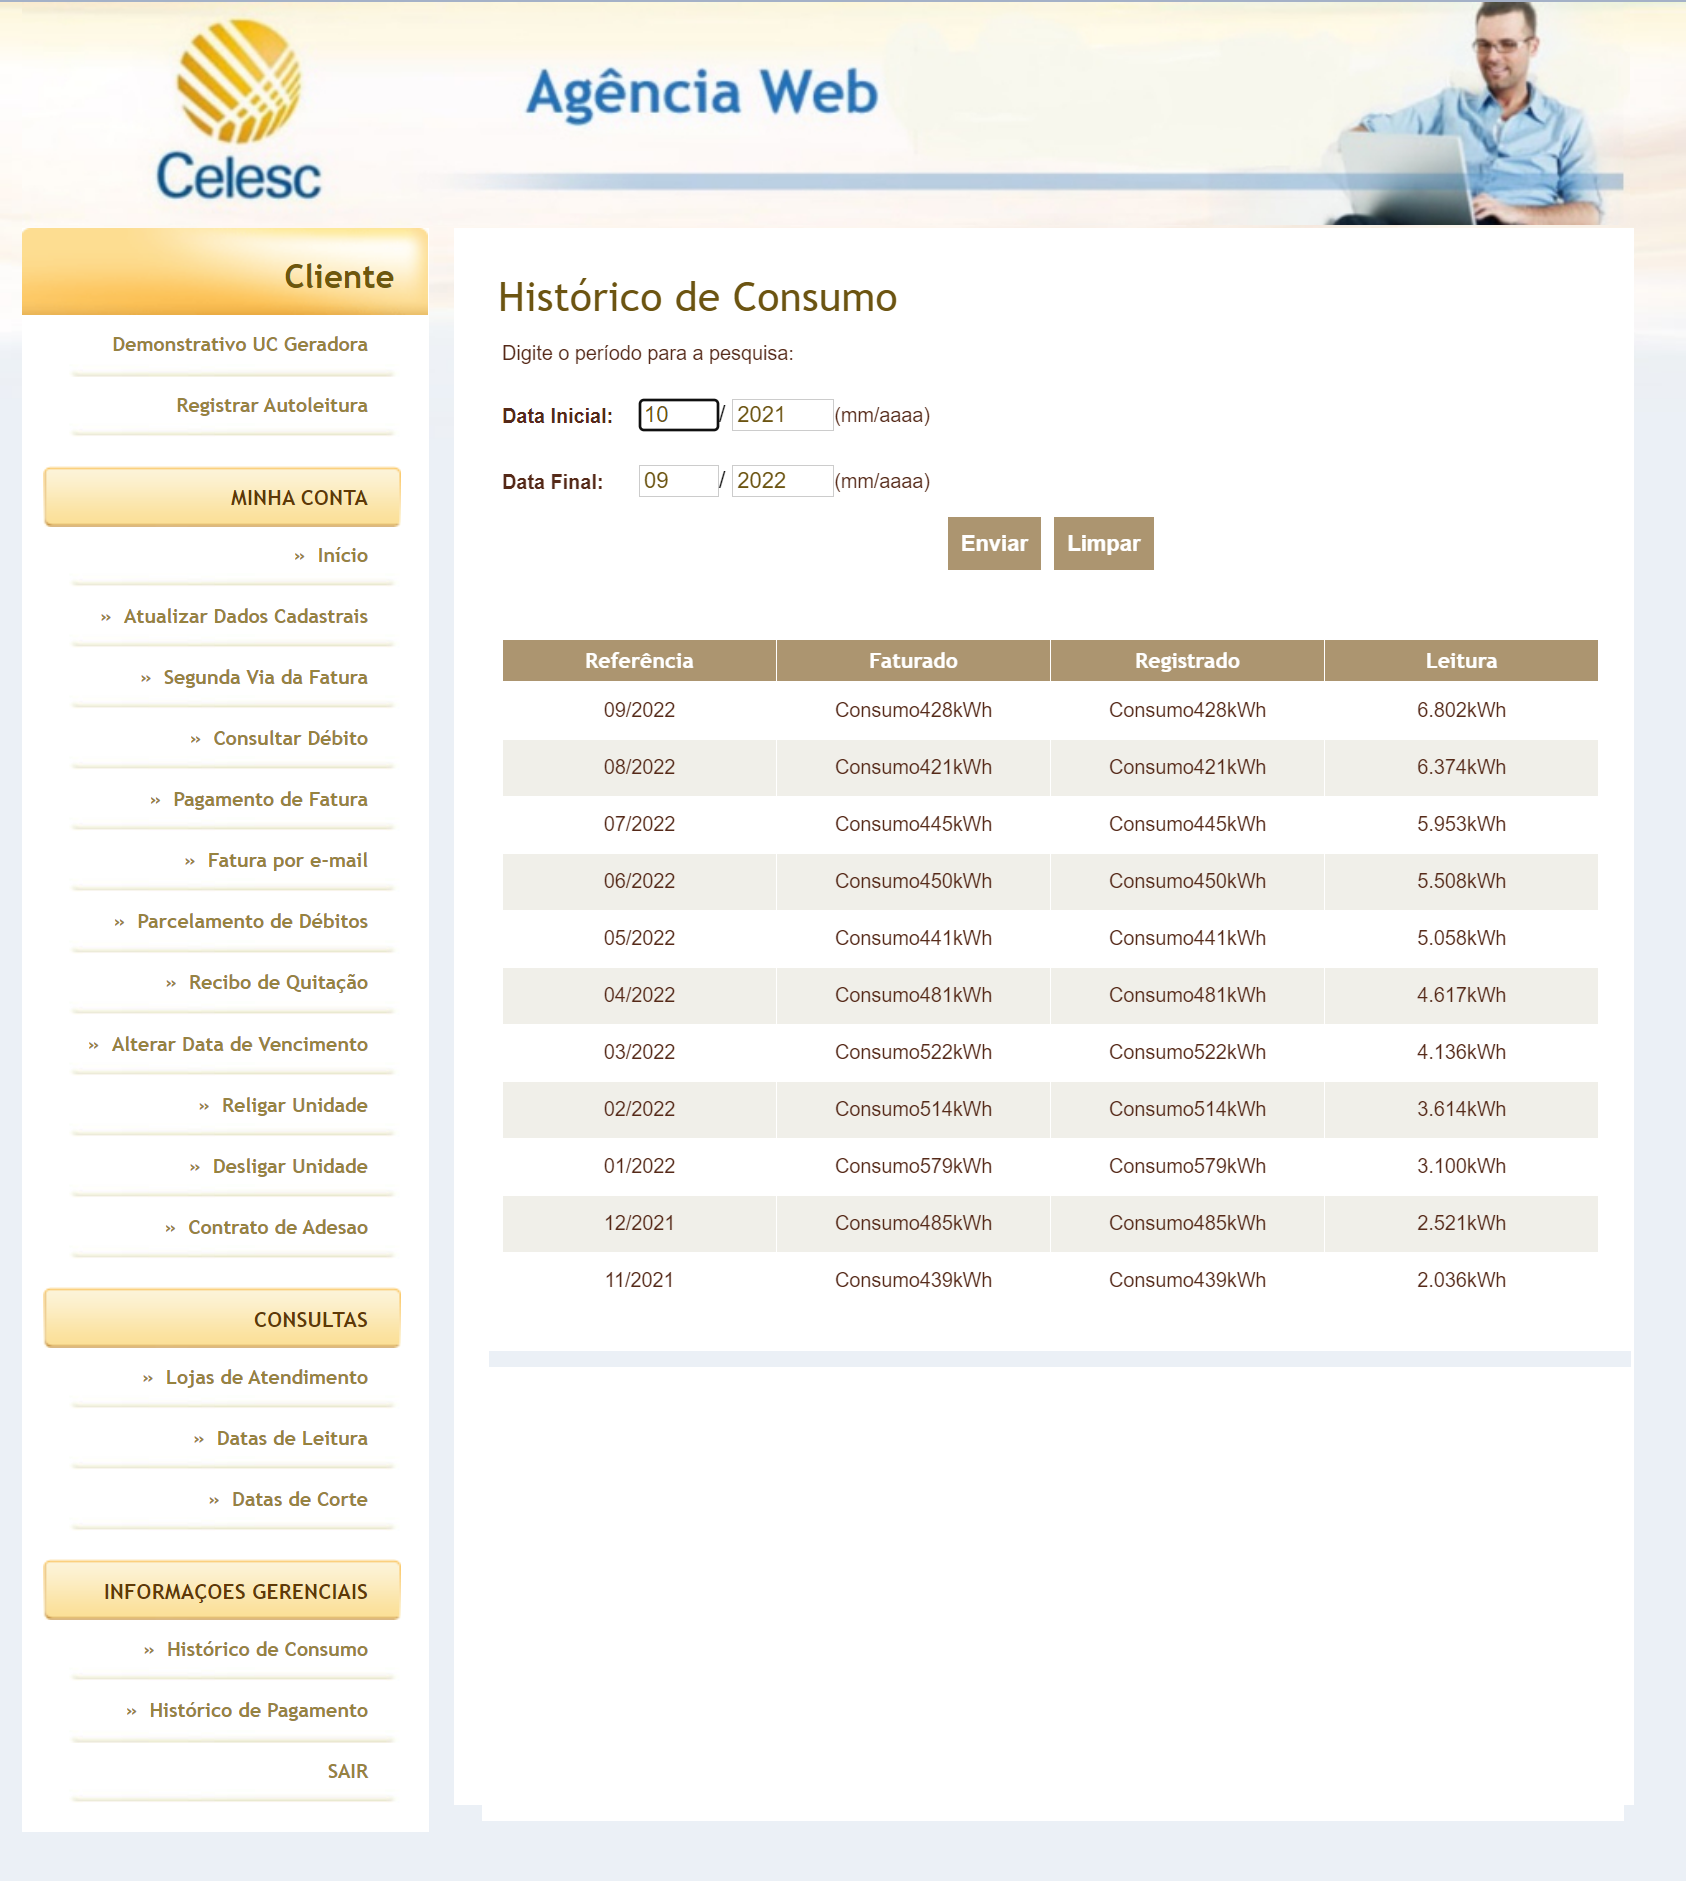 Celesc
Agência Web
Cliente
Demonstrativo UC Geradora
Registrar Autoleitura
MINHA CONTA
» Início
» Atualizar Dados Cadastrais
» Segunda Via da Fatura
» Consultar Débito
» Pagamento de Fatura
» Fatura por e-mail
» Parcelamento de Débitos
» Recibo de Quitação
» Alterar Data de Vencimento
» Religar Unidade
» Desligar Unidade
» Contrato de Adesao
CONSULTAS
» Lojas de Atendimento
» Datas de Leitura
» Datas de Corte
INFORMAÇOES GERENCIAIS
» Histórico de Consumo
» Histórico de Pagamento
SAIR
Histórico de Consumo
Digite o período para a pesquisa:
Data Inicial: 10 / 2021 (mm/aaaa)
Data Final: 09 / 2022 (mm/aaaa)
Enviar Limpar
Referência Faturado Registrado Leitura
09/2022 Consumo428kWh Consumo428kWh 6.802kWh
08/2022 Consumo421kWh Consumo421kWh 6.374kWh
07/2022 Consumo445kWh Consumo445kWh 5.953kWh
06/2022 Consumo450kWh Consumo450kWh 5.508kWh
05/2022 Consumo441kWh Consumo441kWh 5.058kWh
04/2022 Consumo481kWh Consumo481kWh 4.617kWh
03/2022 Consumo522kWh Consumo522kWh 4.136kWh
02/2022 Consumo514kWh Consumo514kWh 3.614kWh
01/2022 Consumo579kWh Consumo579kWh 3.100kWh
12/2021 Consumo485kWh Consumo485kWh 2.521kWh
11/2021 Consumo439kWh Consumo439kWh 2.036kWh